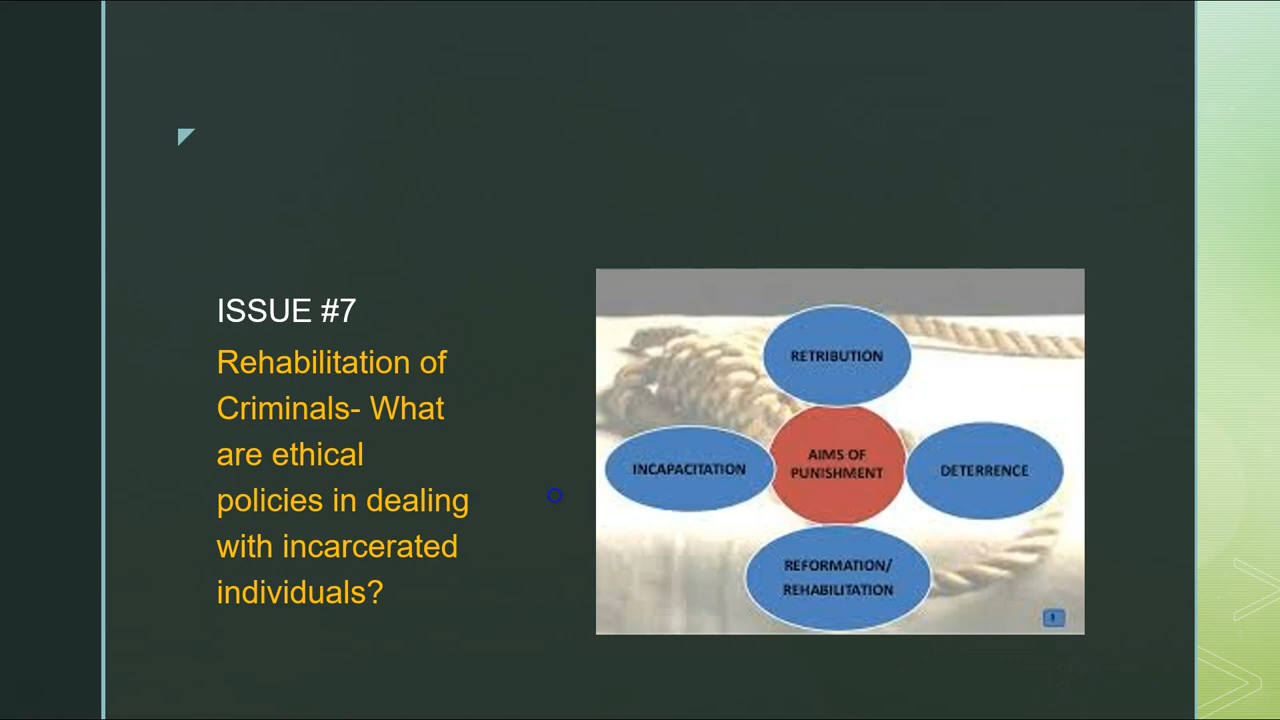 ISSUE #7
Rehabilitation of
Criminals- What
are ethical
policies in dealing
with incarcerated
individuals?
RETRIBUTION
INCAPACITATION
AIMS OF
PUNISHMENT
DETERRENCE
REFORMATION/
REHABILITATION